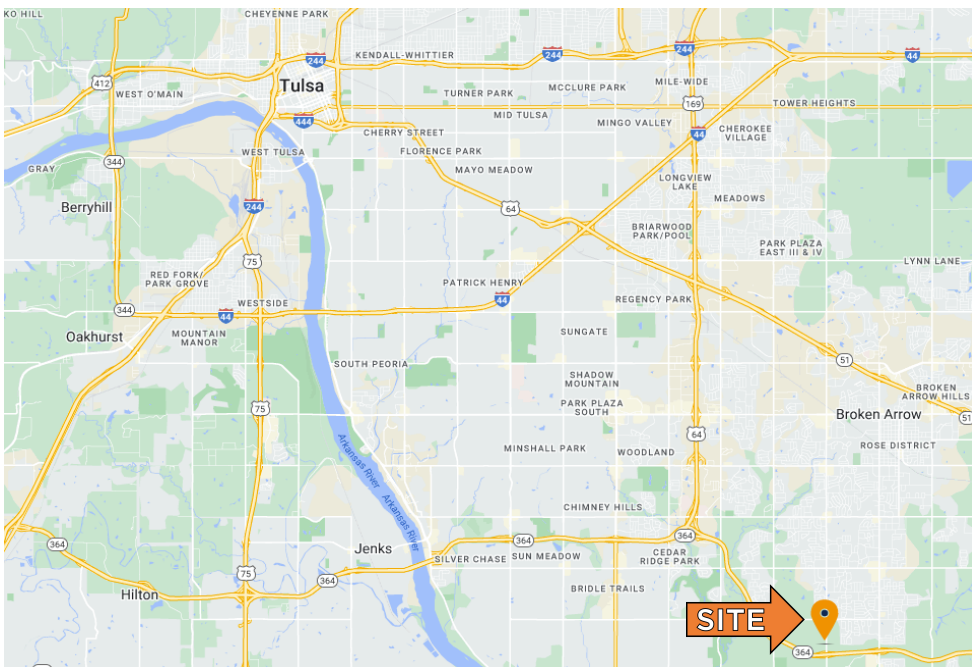 KO HILL
CHEYENNE PARK
244
KENDALL-WHITTIER
244
244
44
412
Tulsa
MILE-WIDE
WEST O'MAIN
TURNER PARK
MCCLURE PARK
169
TOWER HEIGHTS
444
MID TULSA
MINGO VALLEY
CHERRY STREET
44
CHEROKEE
VILLAGE
WEST TULSA
FLORENCE PARK
344
GRAY
MAYO MEADOW
LONGVIEW
LAKE
MEADOWS
Berryhill
244
64
BRIARWOOD
PARK/POOL
PARK PLAZA
EAST III & IV
75
LYNN LANE
RED FORK/
PARK GROVE
PATRICK HENRY
WESTSIDE
44
REGENCY PARK
344
44
Oakhurst
MOUNTAIN
MANOR
SUNGATE
SOUTH PEORIA
51
SHADOW
MOUNTAIN
BROKEN
ARROW HILLS
75
PARK PLAZA
SOUTH
Broken Arrow
51
64
Arkansas River
MINSHALL PARK
WOODLAND
ROSE DISTRICT
Arkansas River
CHIMNEY HILLS
364
364
364
Jenks
SILVER CHASE
SUN MEADOW
CEDAR
RIDGE PARK
75
364
Hilton
BRIDLE TRAILS
SITE
364